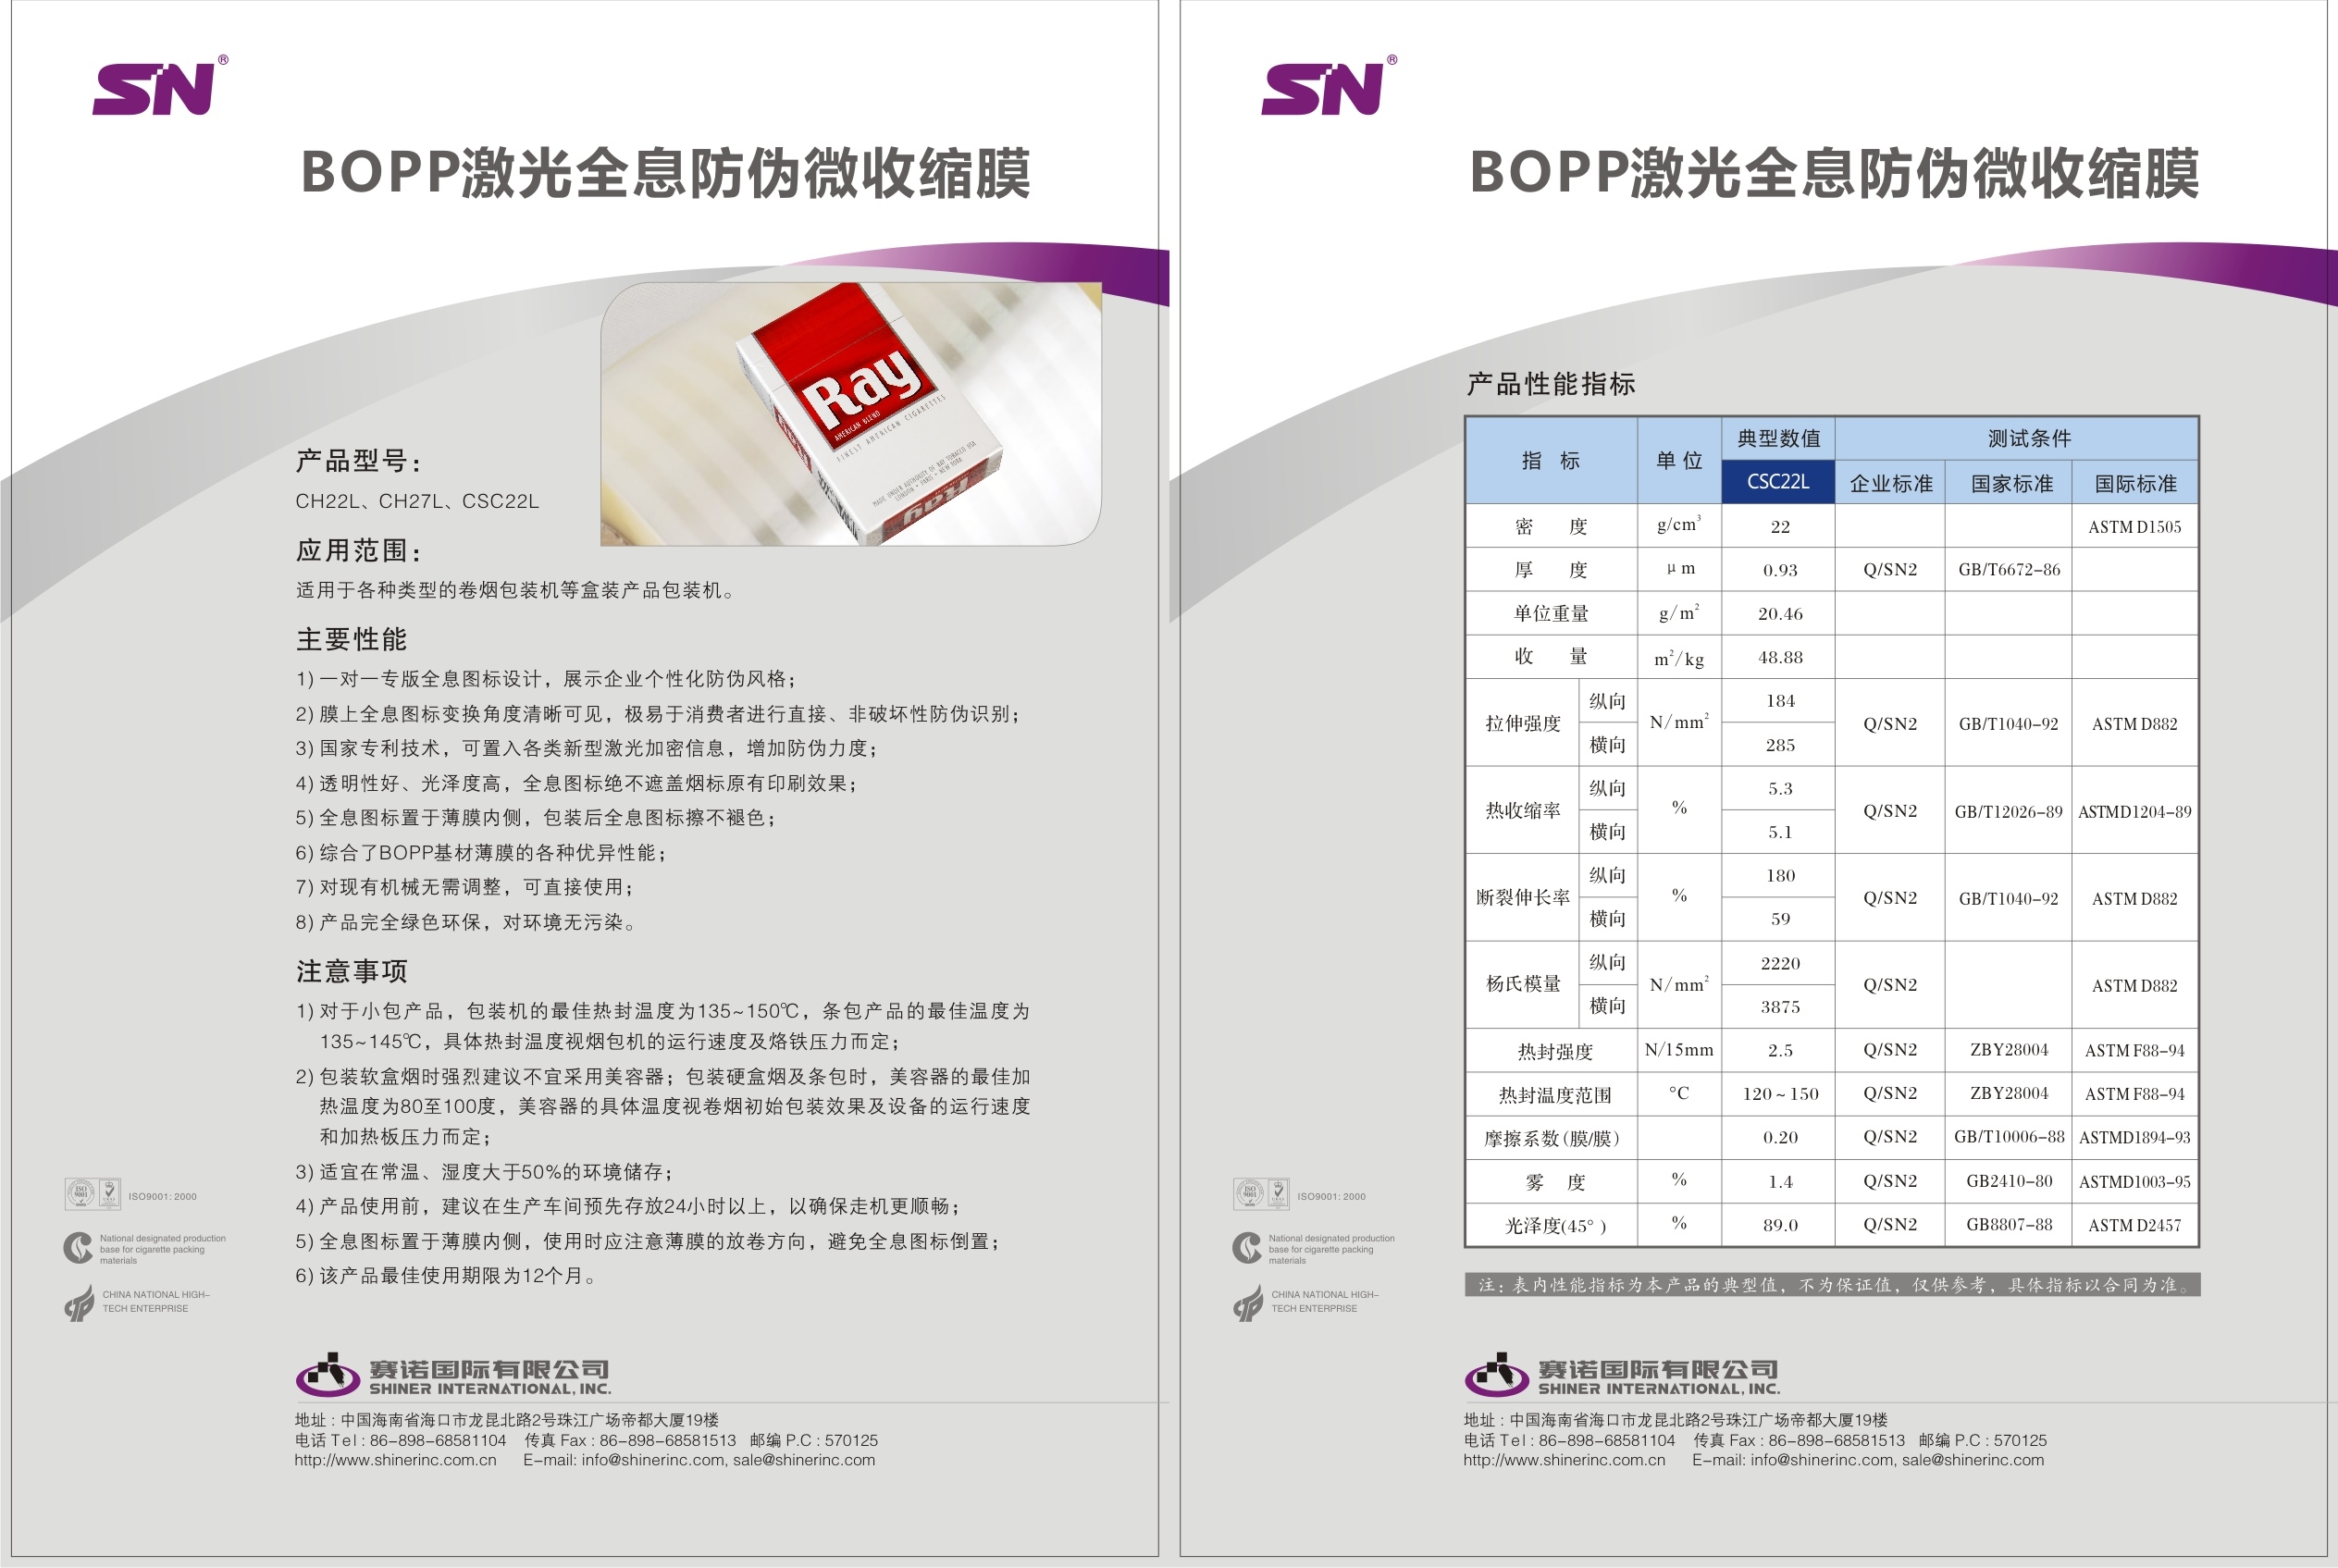 SN®
BOPP激光全息防伪微收缩膜
Ray
AMERICAN BLEND
FINEST AMERICAN CIGARETTES
MADE UNDER AUTHORITY OF RAY TOBACCO USA
LONDON • PARIS • NEW YORK
Ray
产品型号：
CH22L、CH27L、CSC22L
应用范围：
适用于各种类型的卷烟包装机等盒装产品包装机。
主要性能
1) 一对一专版全息图标设计，展示企业个性化防伪风格；
2) 膜上全息图标变换角度清晰可见，极易于消费者进行直接、非破坏性防伪识别；
3) 国家专利技术，可置入各类新型激光加密信息，增加防伪力度；
4) 透明性好、光泽度高，全息图标绝不遮盖烟标原有印刷效果；
5) 全息图标置于薄膜内侧，包装后全息图标擦不褪色；
6) 综合了BOPP基材薄膜的各种优异性能；
7) 对现有机械无需调整，可直接使用；
8) 产品完全绿色环保，对环境无污染。
注意事项
1) 对于小包产品，包装机的最佳热封温度为135~150℃，条包产品的最佳温度为
135~145℃，具体热封温度视烟包机的运行速度及烙铁压力而定；
2) 包装软盒烟时强烈建议不宜采用美容器；包装硬盒烟及条包时，美容器的最佳加
热温度为80至100度，美容器的具体温度视卷烟初始包装效果及设备的运行速度
和加热板压力而定；
3) 适宜在常温、湿度大于50%的环境储存；
4) 产品使用前，建议在生产车间预先存放24小时以上，以确保走机更顺畅；
5) 全息图标置于薄膜内侧，使用时应注意薄膜的放卷方向，避免全息图标倒置；
6) 该产品最佳使用期限为12个月。
ISO 9001
ISO9001: 2000
National designated production
base for cigarette packing
materials
CHINA NATIONAL HIGH-
TECH ENTERPRISE
赛诺国际有限公司
SHINER INTERNATIONAL, INC.
地址 : 中国海南省海口市龙昆北路2号珠江广场帝都大厦19楼
电话 Tel : 86-898-68581104 传真 Fax : 86-898-68581513 邮编 P.C : 570125
http://www.shinerinc.com.cn E-mail: info@shinerinc.com, sale@shinerinc.com
SN®
BOPP激光全息防伪微收缩膜
产品性能指标
指 标 单 位 典型数值 测试条件
CSC22L 企业标准 国家标准 国际标准
密 度 g/cm³ 22 ASTM D1505
厚 度 μm 0.93 Q/SN2 GB/T6672-86
单位重量 g/m² 20.46
收 量 m²/kg 48.88
拉伸强度 纵向 N/mm² 184 Q/SN2 GB/T1040-92 ASTM D882
横向 285
热收缩率 纵向 % 5.3 Q/SN2 GB/T12026-89 ASTMD1204-89
横向 5.1
断裂伸长率 纵向 % 180 Q/SN2 GB/T1040-92 ASTM D882
横向 59
杨氏模量 纵向 N/mm² 2220 Q/SN2 ASTM D882
横向 3875
热封强度 N/15mm 2.5 Q/SN2 ZBY28004 ASTM F88-94
热封温度范围 °C 120~150 Q/SN2 ZBY28004 ASTM F88-94
摩擦系数(膜/膜) 0.20 Q/SN2 GB/T10006-88 ASTMD1894-93
雾 度 % 1.4 Q/SN2 GB2410-80 ASTMD1003-95
光泽度(45° ) % 89.0 Q/SN2 GB8807-88 ASTM D2457
注：表内性能指标为本产品的典型值，不为保证值，仅供参考，具体指标以合同为准。
ISO 9001
ISO9001: 2000
National designated production
base for cigarette packing
materials
CHINA NATIONAL HIGH-
TECH ENTERPRISE
赛诺国际有限公司
SHINER INTERNATIONAL, INC.
地址 : 中国海南省海口市龙昆北路2号珠江广场帝都大厦19楼
电话 Tel : 86-898-68581104 传真 Fax : 86-898-68581513 邮编 P.C : 570125
http://www.shinerinc.com.cn E-mail: info@shinerinc.com, sale@shinerinc.com